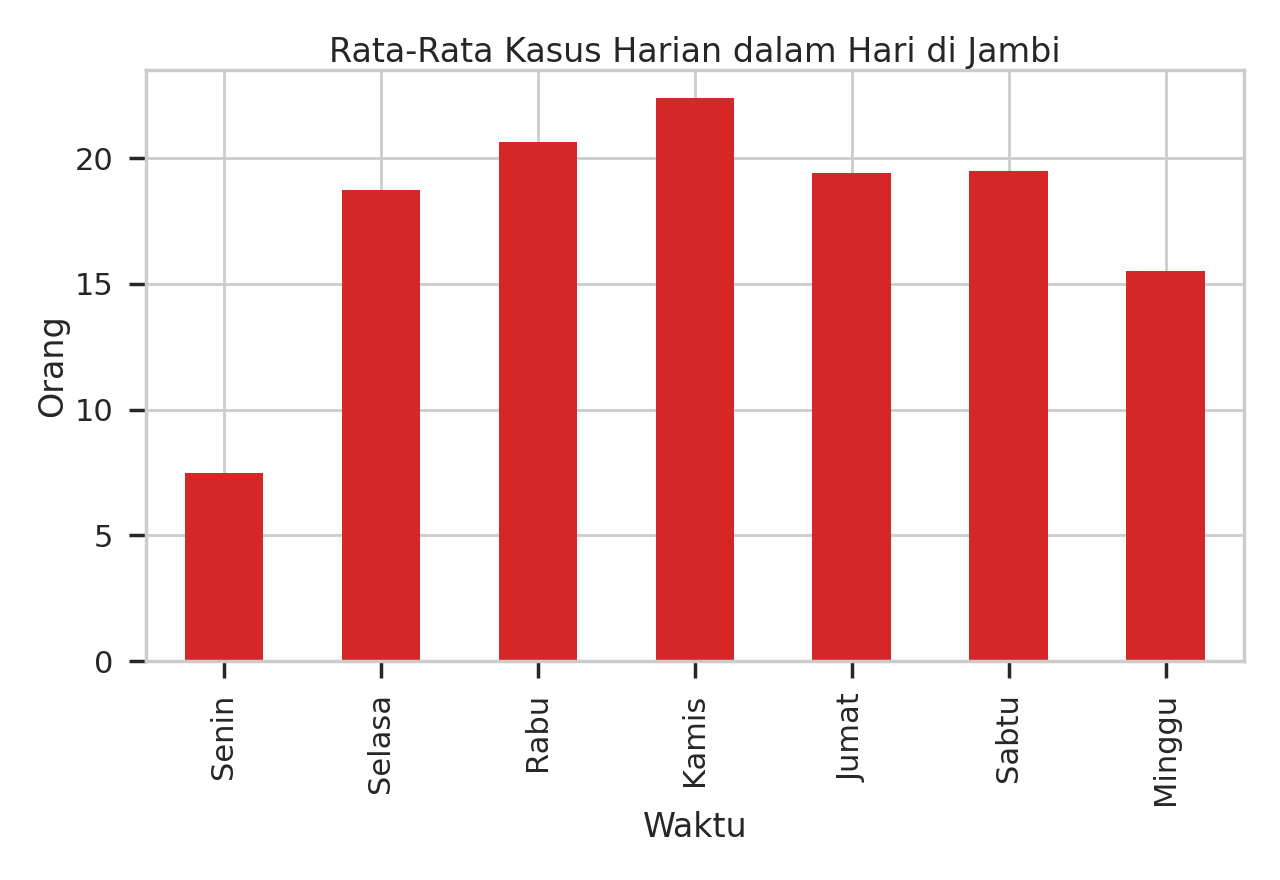 Rata-Rata Kasus Harian dalam Hari di Jambi
Orang
20
15
10
5
0
Senin
Selasa
Rabu
Kamis
Jumat
Sabtu
Minggu
Waktu